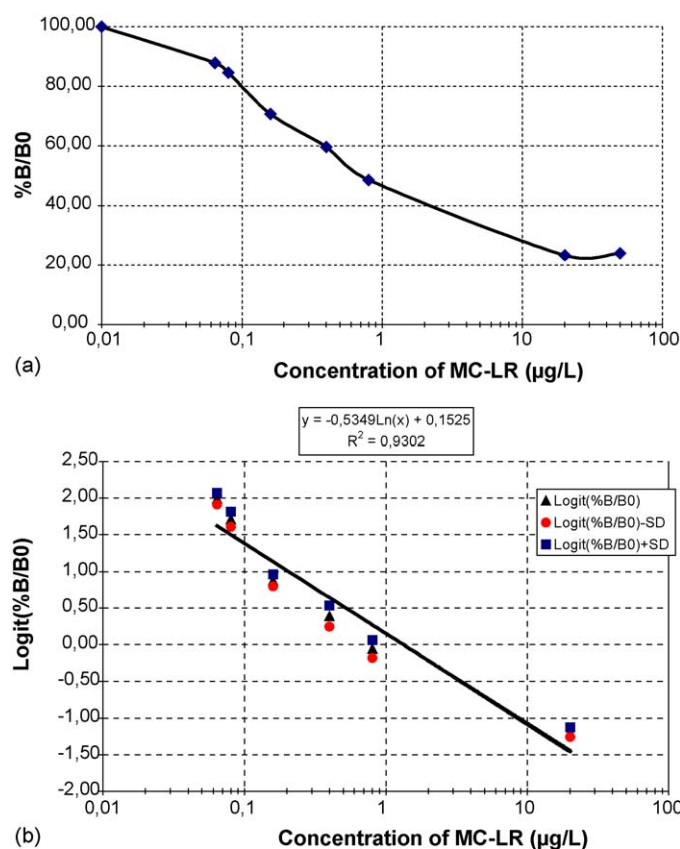 100,00
80,00
60,00
40,00
20,00
0,00
%B/B0
0,01
0,1
1
10
100
Concentration of MC-LR (µg/L)
(a)
y = -0,5349Ln(x) + 0,1525
R² = 0,9302
2,50
2,00
1,50
1,00
0,50
0,00
-0,50
-1,00
-1,50
-2,00
Logit(%B/B0)
Logit(%B/B0)
Logit(%B/B0)-SD
Logit(%B/B0)+SD
0,01
0,1
1
10
100
Concentration of MC-LR (µg/L)
(b)